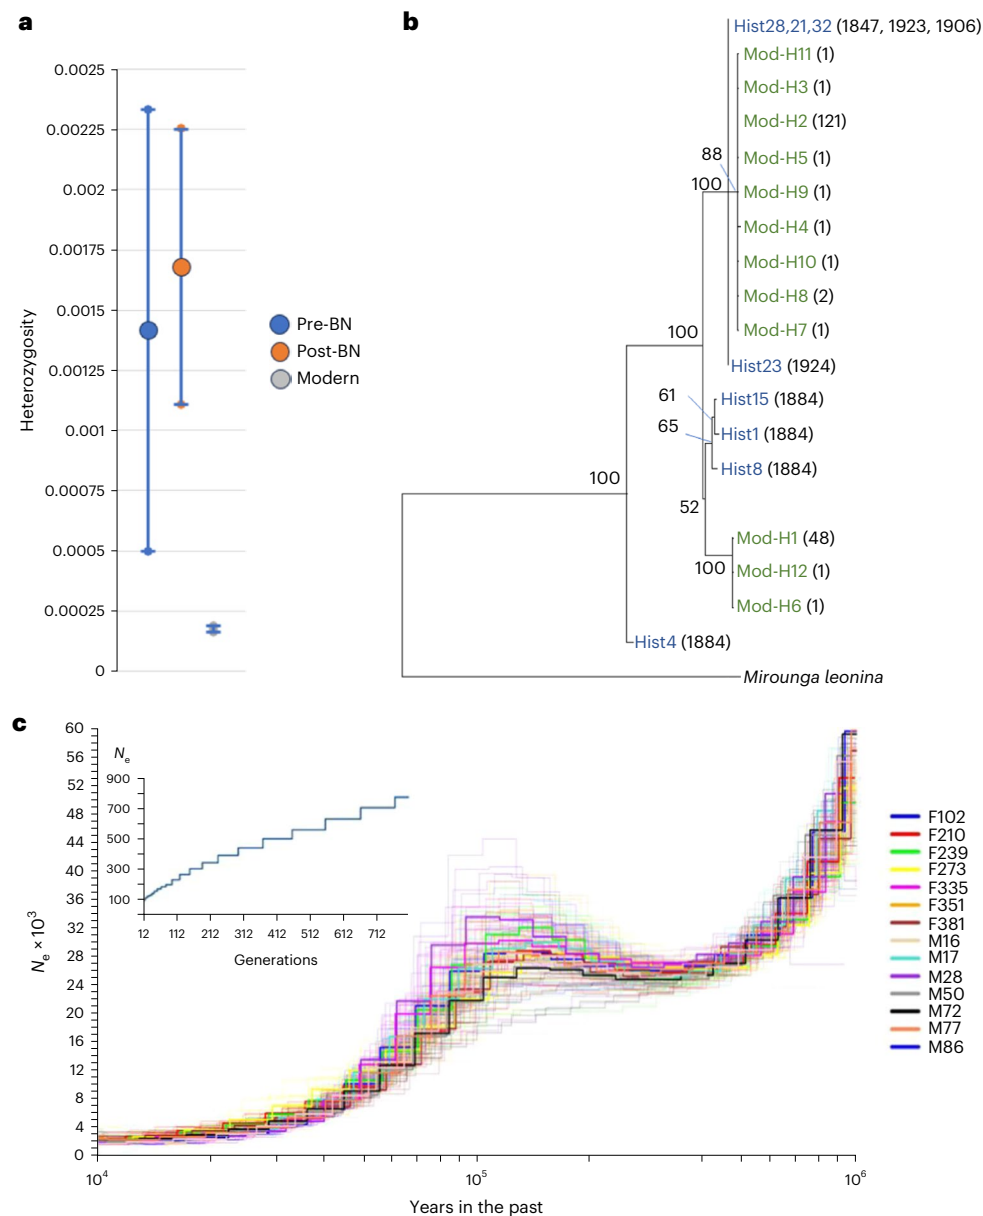 a
0.0025
0.00225
0.002
0.00175
0.0015
0.00125
0.001
0.00075
0.0005
0.00025
0
Heterozygosity
Pre-BN
Post-BN
Modern
b
Hist28,21,32 (1847, 1923, 1906)
Mod-H11 (1)
Mod-H3 (1)
Mod-H2 (121)
Mod-H5 (1)
Mod-H9 (1)
Mod-H4 (1)
Mod-H10 (1)
Mod-H8 (2)
Mod-H7 (1)
Hist23 (1924)
Hist15 (1884)
Hist1 (1884)
Hist8 (1884)
Mod-H1 (48)
Mod-H12 (1)
Mod-H6 (1)
Hist4 (1884)
Mirounga leonina
88
100
100
61
65
100
52
100
c
60
56
52
48
44
40
36
32
28
24
20
16
12
8
4
0
Ne × 10³
10⁴
10⁵
10⁶
Years in the past
Ne
900
700
500
300
100
12
112
212
312
412
512
612
712
Generations
F102
F210
F239
F273
F335
F351
F381
M16
M17
M28
M50
M72
M77
M86